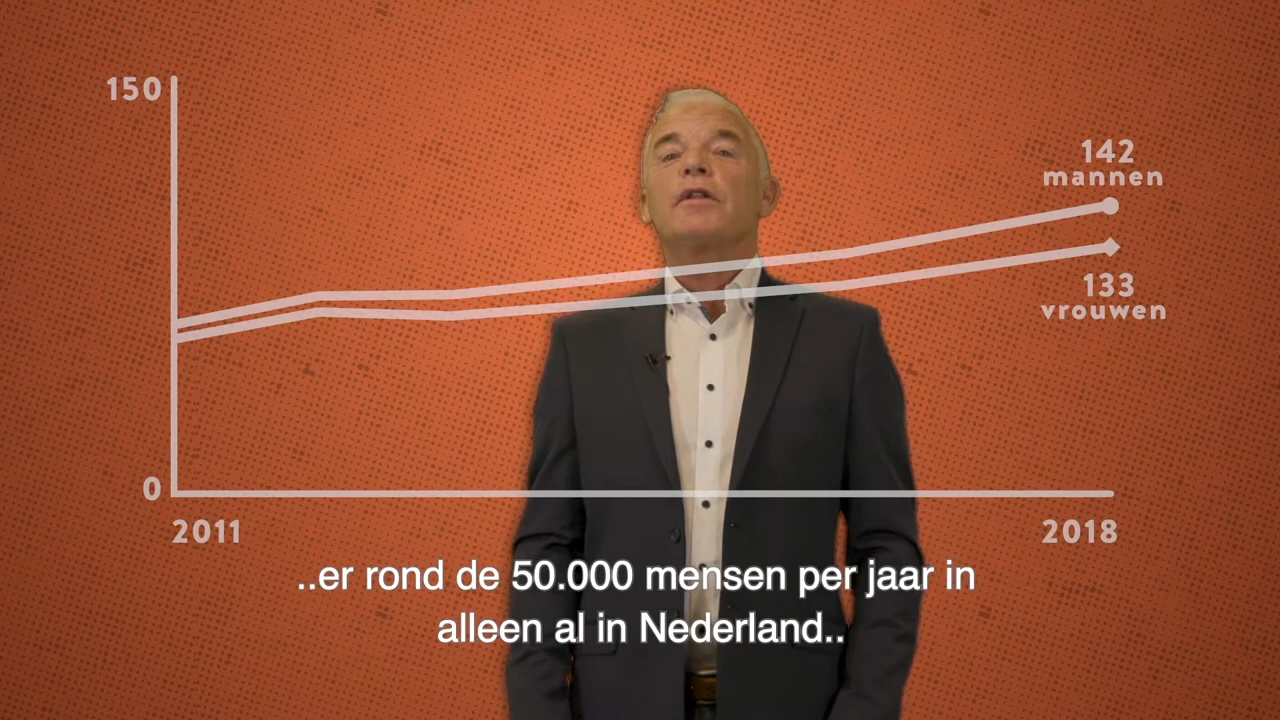 150
142
mannen
133
vrouwen
0
2011
2018
..er rond de 50.000 mensen per jaar in
alleen al in Nederland..